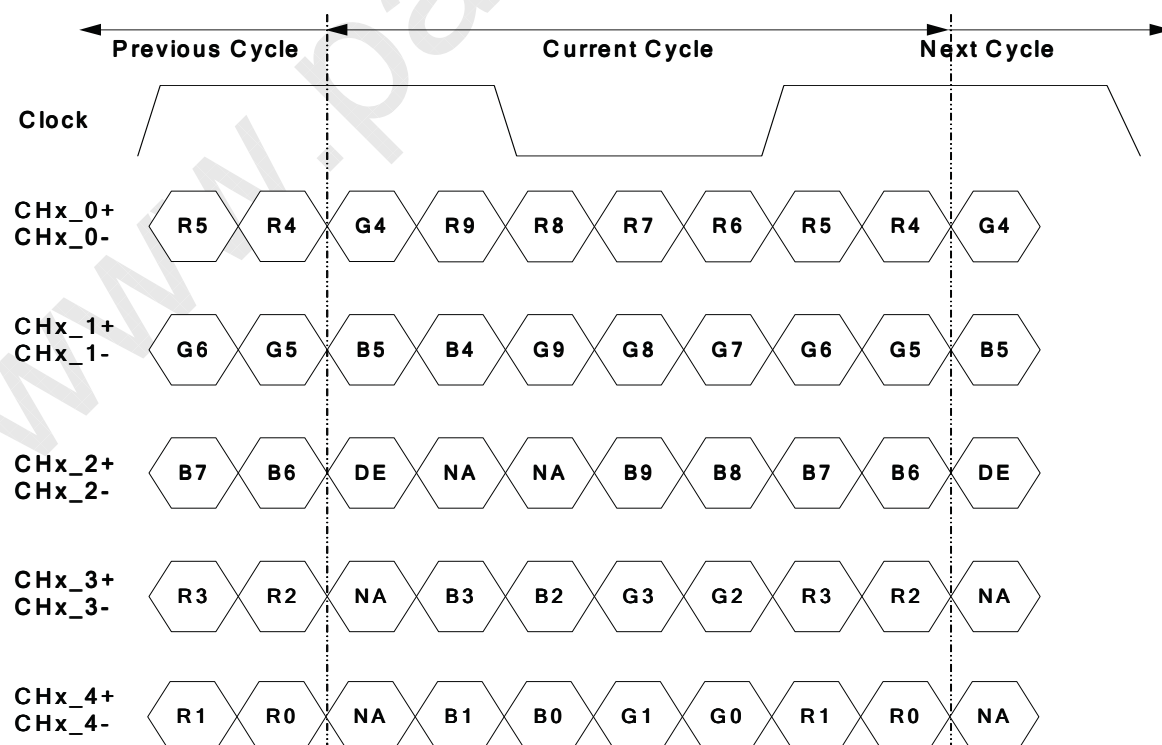 Previous Cycle Current Cycle Next Cycle
Clock
CHx_0+
CHx_0-
R5 R4 G4 R9 R8 R7 R6 R5 R4 G4
CHx_1+
CHx_1-
G6 G5 B5 B4 G9 G8 G7 G6 G5 B5
CHx_2+
CHx_2-
B7 B6 DE NA NA B9 B8 B7 B6 DE
CHx_3+
CHx_3-
R3 R2 NA B3 B2 G3 G2 R3 R2 NA
CHx_4+
CHx_4-
R1 R0 NA B1 B0 G1 G0 R1 R0 NA
www.pa